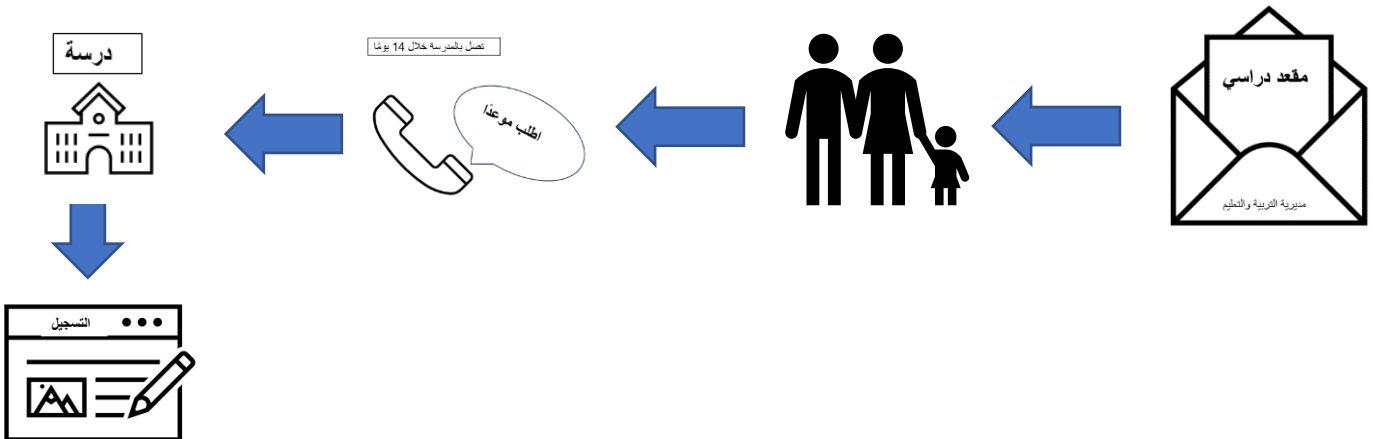 مقعد دراسي
مديرية التربية والتعليم
تصل بالمدرسة خلال 14 يومًا
اطلب موعدًا
درسة
التسجيل